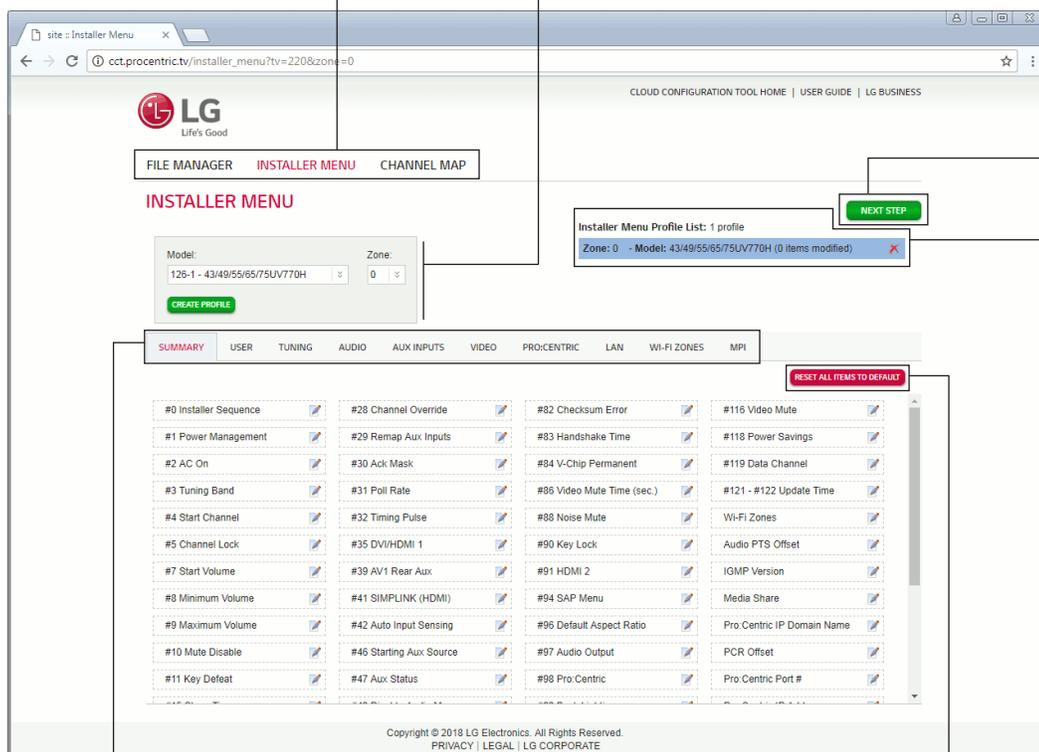 site :: Installer Menu
cct.procentric.tv/installer_menu?tv=220&zone=0
CLOUD CONFIGURATION TOOL HOME | USER GUIDE | LG BUSINESS
LG
Life's Good
FILE MANAGER INSTALLER MENU CHANNEL MAP
INSTALLER MENU
NEXT STEP
Installer Menu Profile List: 1 profile
Zone: 0 - Model: 43/49/55/65/75UV770H (0 items modified)
Model: Zone:
126-1 - 43/49/55/65/75UV770H 0
CREATE PROFILE
SUMMARY USER TUNING AUDIO AUX INPUTS VIDEO PRO:CENTRIC LAN WI-FI ZONES MPI
RESET ALL ITEMS TO DEFAULT
#0 Installer Sequence #28 Channel Override #82 Checksum Error #116 Video Mute
#1 Power Management #29 Remap Aux Inputs #83 Handshake Time #118 Power Savings
#2 AC On #30 Ack Mask #84 V-Chip Permanent #119 Data Channel
#3 Tuning Band #31 Poll Rate #86 Video Mute Time (sec.) #121 - #122 Update Time
#4 Start Channel #32 Timing Pulse #88 Noise Mute Wi-Fi Zones
#5 Channel Lock #35 DVI/HDMI 1 #90 Key Lock Audio PTS Offset
#7 Start Volume #39 AV1 Rear Aux #91 HDMI 2 IGMP Version
#8 Minimum Volume #41 SIMPLINK (HDMI) #94 SAP Menu Media Share
#9 Maximum Volume #42 Auto Input Sensing #96 Default Aspect Ratio Pro:Centric IP Domain Name
#10 Mute Disable #46 Starting Aux Source #97 Audio Output PCR Offset
#11 Key Defeat #47 Aux Status #98 Pro:Centric Pro:Centric Port #
Copyright © 2018 LG Electronics. All Rights Reserved.
PRIVACY | LEGAL | LG CORPORATE